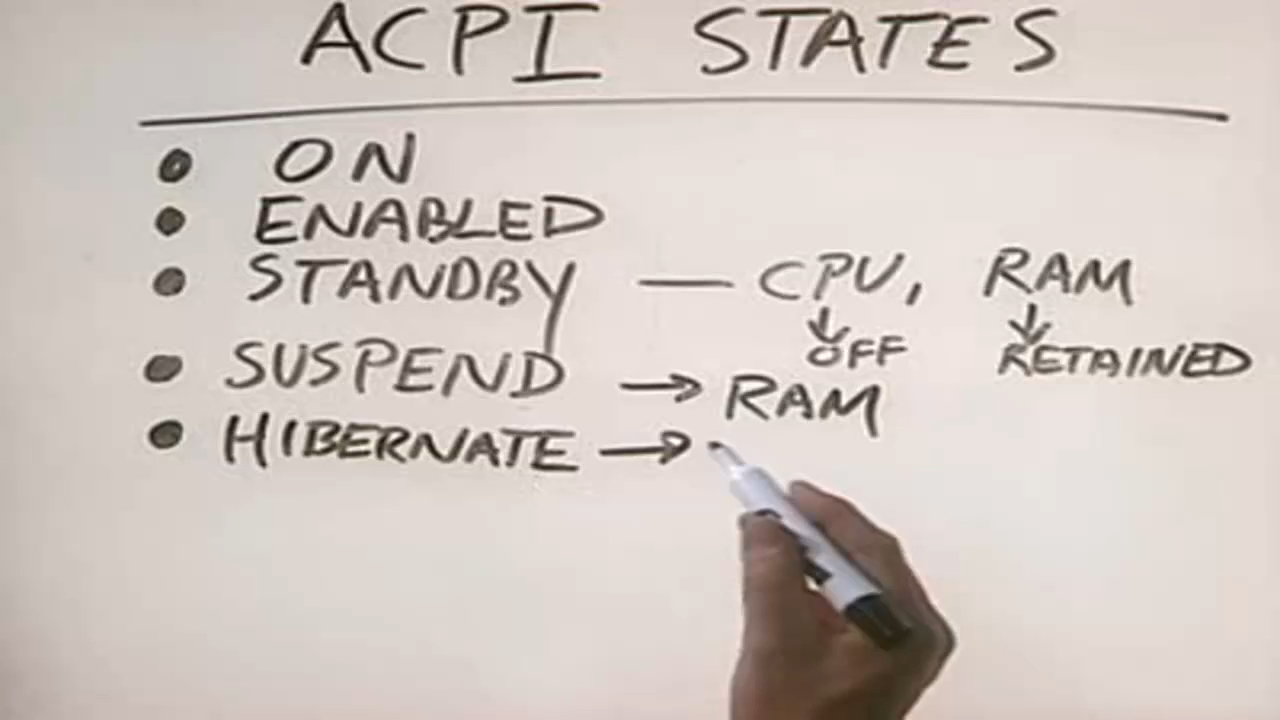 ACPI STATES
• ON
• ENABLED
• STANDBY — CPU, RAM
↓ ↓
OFF RETAINED
• SUSPEND → RAM
• HIBERNATE →